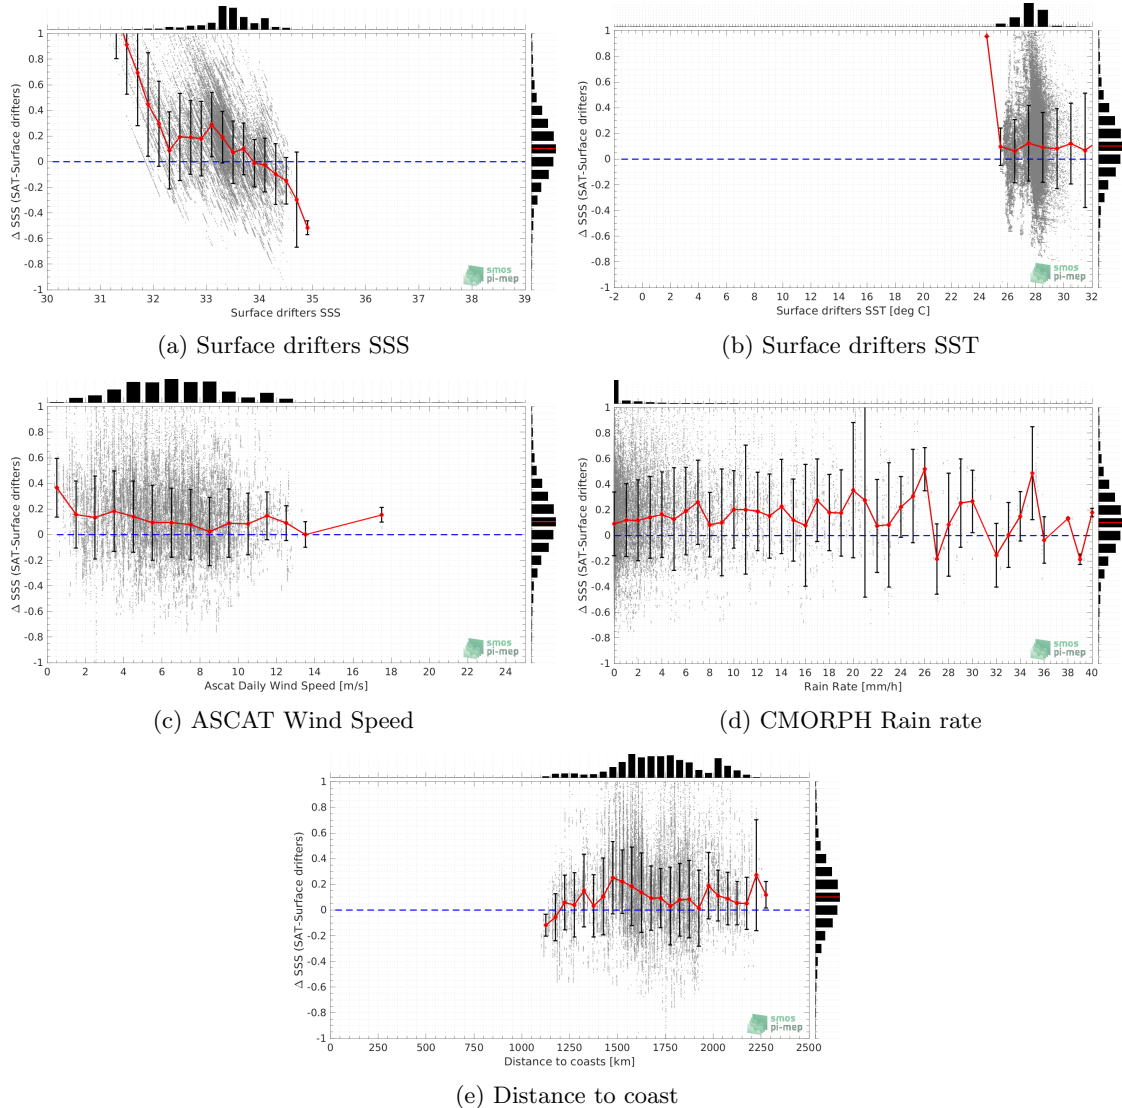 Δ SSS (SAT-Surface drifters)
1
0.8
0.6
0.4
0.2
0
-0.2
-0.4
-0.6
-0.8
-1
30 31 32 33 34 35 36 37 38 39
Surface drifters SSS
smos
pi-mep
(a) Surface drifters SSS
Δ SSS (SAT-Surface drifters)
1
0.8
0.6
0.4
0.2
0
-0.2
-0.4
-0.6
-0.8
-1
-2 0 2 4 6 8 10 12 14 16 18 20 22 24 26 28 30 32
Surface drifters SST [deg C]
smos
pi-mep
(b) Surface drifters SST
Δ SSS (SAT-Surface drifters)
1
0.8
0.6
0.4
0.2
0
-0.2
-0.4
-0.6
-0.8
-1
0 2 4 6 8 10 12 14 16 18 20 22 24
Ascat Daily Wind Speed [m/s]
smos
pi-mep
(c) ASCAT Wind Speed
Δ SSS (SAT-Surface drifters)
1
0.8
0.6
0.4
0.2
0
-0.2
-0.4
-0.6
-0.8
-1
0 2 4 6 8 10 12 14 16 18 20 22 24 26 28 30 32 34 36 38 40
Rain Rate [mm/h]
smos
pi-mep
(d) CMORPH Rain rate
Δ SSS (SAT-Surface drifters)
1
0.8
0.6
0.4
0.2
0
-0.2
-0.4
-0.6
-0.8
-1
0 250 500 750 1000 1250 1500 1750 2000 2250 2500
Distance to coasts [km]
smos
pi-mep
(e) Distance to coast